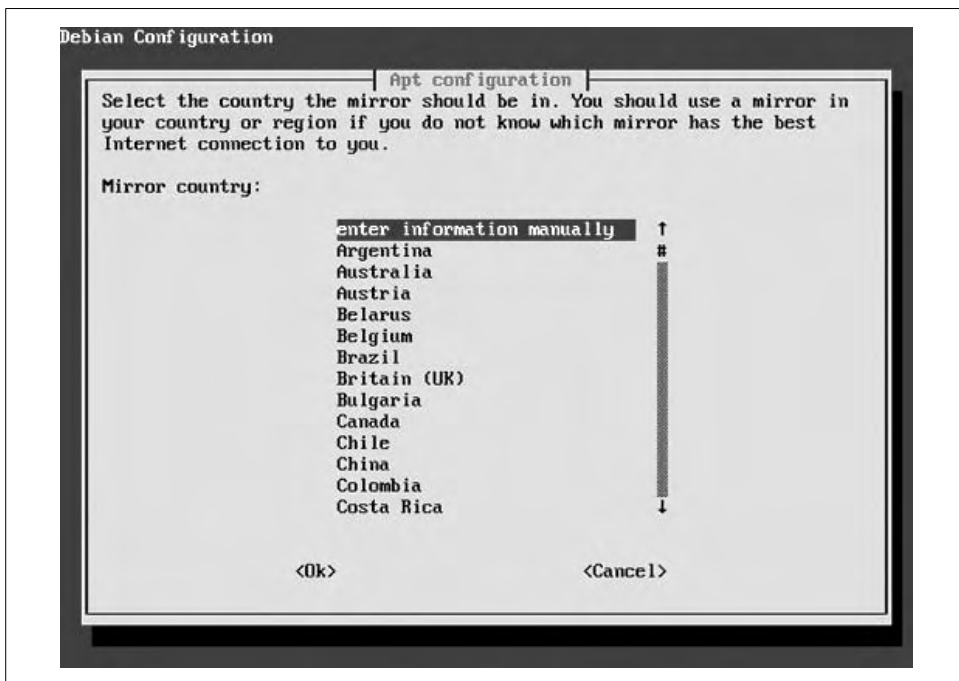 Debian Configuration
Apt configuration
Select the country the mirror should be in. You should use a mirror in
your country or region if you do not know which mirror has the best
Internet connection to you.
Mirror country:
enter information manually ↑
Argentina #
Australia
Austria
Belarus
Belgium
Brazil
Britain (UK)
Bulgaria
Canada
Chile
China
Colombia
Costa Rica ↓
<Ok> <Cancel>